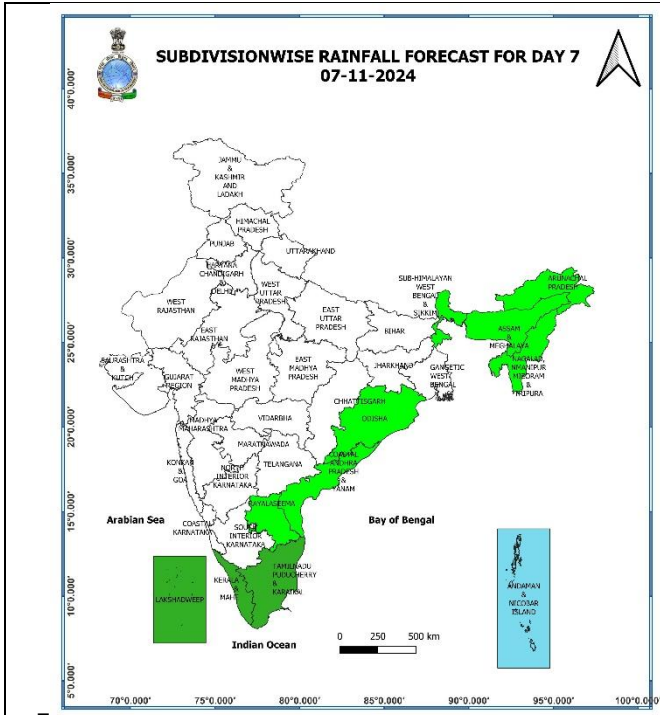 SUBDIVISIONWISE RAINFALL FORECAST FOR DAY 7
07-11-2024
40°0.000'
35°0.000'
30°0.000'
25°0.000'
20°0.000'
15°0.000'
10°0.000'
5°0.000'
JAMMU
&
KASHMIR
AND
LADAKH
HIMACHAL
PRADESH
PUNJAB
UTTARAKHAND
CHANDIGARH
DELHI
WEST
UTTAR
PRADESH
WEST
RAJASTHAN
EAST
RAJASTHAN
EAST
UTTAR
PRADESH
BIHAR
SUB-HIMALAYAN
WEST
BENGAL
&
SIKKIM
ARUNACHAL
PRADESH
ASSAM
&
MEGHALAYA
NAGALAND
MANIPUR
MIZORAM
&
TRIPURA
SAURASHTRA
&
KUTCH
GUJARAT
REGION
WEST
MADHYA
PRADESH
EAST
MADHYA
PRADESH
JHARKHAND
GANGETIC
WEST
BENGAL
CHHATTISGARH
ODISHA
VIDARBHA
MADHYA
MAHARASHTRA
MARATHWADA
KONKAN
&
GOA
TELANGANA
NORTH
INTERIOR
KARNATAKA
COASTAL
ANDHRA
PRADESH
&
YANAM
RAYALASEEMA
Arabian Sea
Bay of Bengal
COASTAL
KARNATAKA
SOUTH
INTERIOR
KARNATAKA
TAMILNADU
PUDUCHERRY
&
KARAIKAL
KERALA
&
MAHE
LAKSHADWEEP
ANDAMAN
&
NICOBAR
ISLAND
Indian Ocean
0 250 500 km
70°0.000' 75°0.000' 80°0.000' 85°0.000' 90°0.000' 95°0.000' 100°0.000'